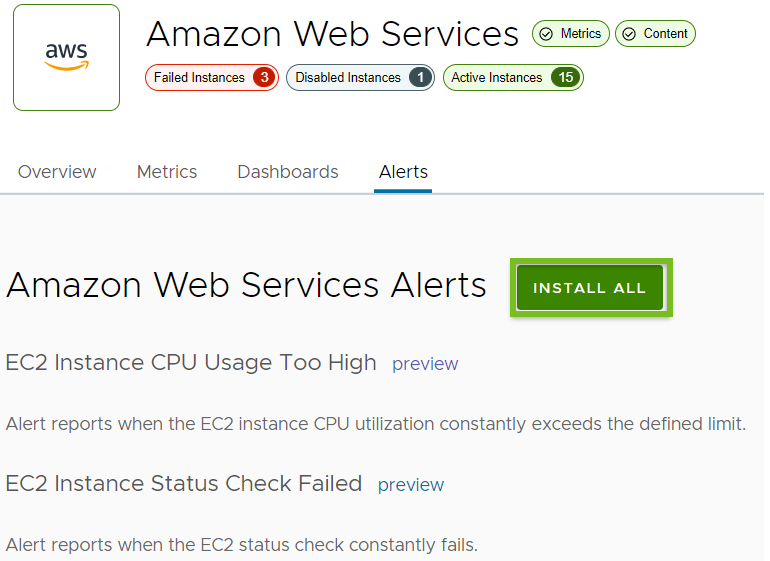 aws
Amazon Web Services
Metrics
Content
Failed Instances 3
Disabled Instances 1
Active Instances 15
Overview Metrics Dashboards Alerts
Amazon Web Services Alerts
INSTALL ALL
EC2 Instance CPU Usage Too High preview
Alert reports when the EC2 instance CPU utilization constantly exceeds the defined limit.
EC2 Instance Status Check Failed preview
Alert reports when the EC2 status check constantly fails.